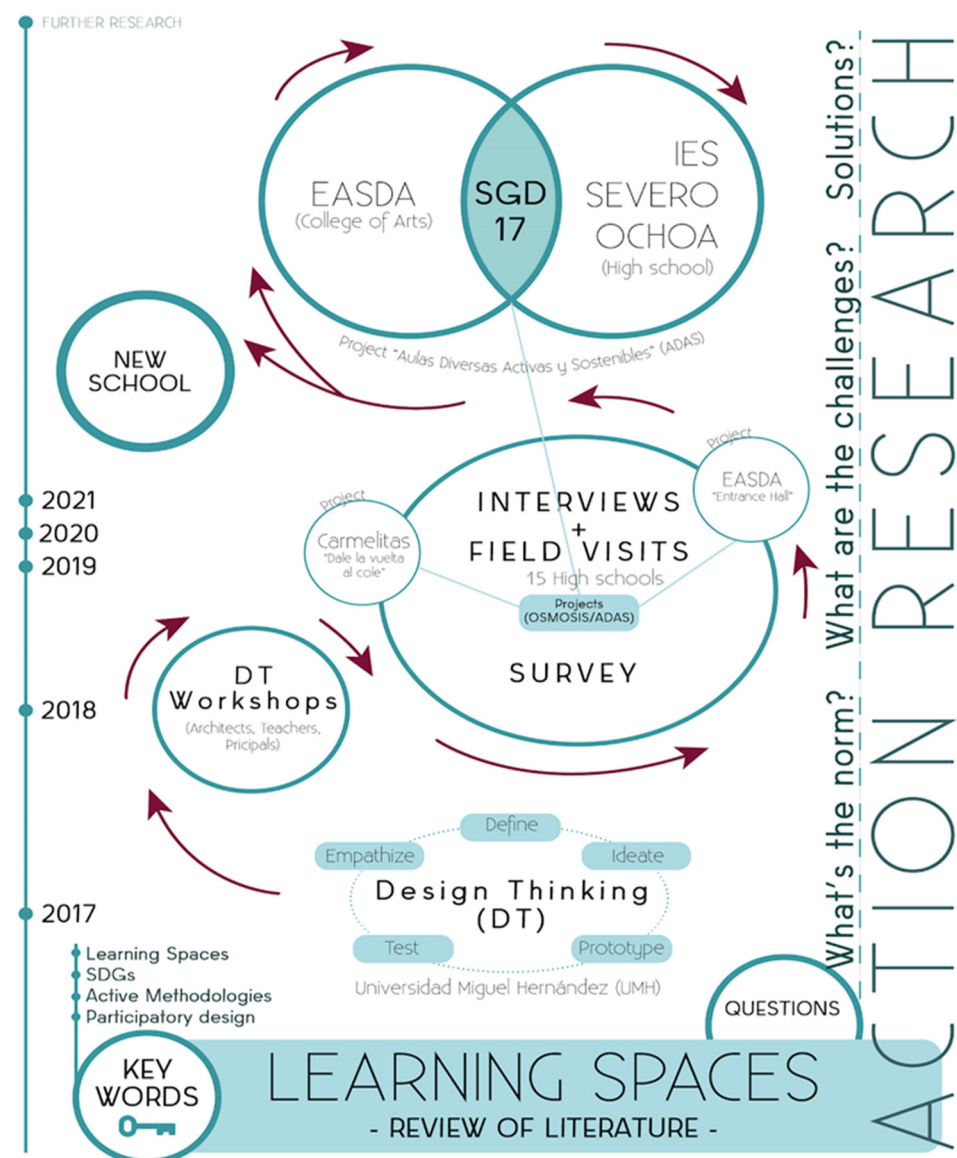 FURTHER RESEARCH
EASDA
(College of Arts)
SGD
17
IES
SEVERO
OCHOA
(High school)
Project "Aulas Diversas Activas y Sostenibles" (ADAS)
NEW
SCHOOL
2021
2020
2019
2018
2017
Project
EASDA
"Entrance Hall"
Project
Carmelitas
"Dale la vuelta
al cole"
INTERVIEWS
+
FIELD VISITS
15 High schools
Projects
(OSMOSIS/ADAS)
SURVEY
DT
Workshops
(Architects, Teachers,
Pricipals)
Define
Empathize
Ideate
Design Thinking
(DT)
Test
Prototype
Universidad Miguel Hernández (UMH)
Learning Spaces
SDGs
Active Methodologies
Participatory design
QUESTIONS
KEY
WORDS
LEARNING SPACES
- REVIEW OF LITERATURE -
What's the norm? What are the challenges? Solutions?
ACTION RESEARCH